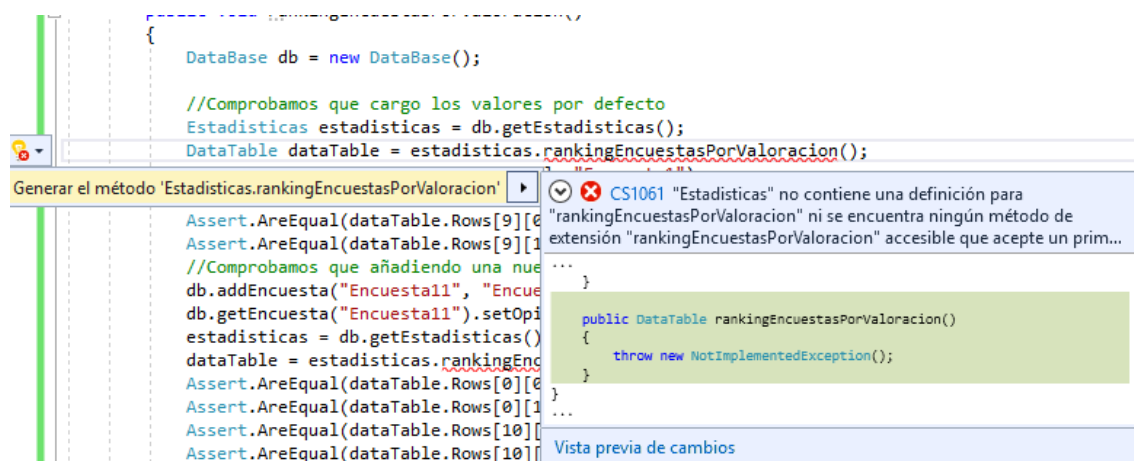 public void
{
DataBase db = new DataBase();
//Comprobamos que cargo los valores por defecto
Estadisticas estadisticas = db.getEstadisticas();
DataTable dataTable = estadisticas.rankingEncuestasPorValoracion();
Generar el método 'Estadisticas.rankingEncuestasPorValoracion'
Assert.AreEqual(dataTable.Rows[9][0
Assert.AreEqual(dataTable.Rows[9][1
//Comprobamos que añadiendo una nue
db.addEncuesta("Encuesta11", "Encue
db.getEncuesta("Encuesta11").setOpi
estadisticas = db.getEstadisticas()
dataTable = estadisticas.rankingEnc
Assert.AreEqual(dataTable.Rows[0][0
Assert.AreEqual(dataTable.Rows[0][1
Assert.AreEqual(dataTable.Rows[10][
Assert.AreEqual(dataTable.Rows[10][
CS1061 "Estadisticas" no contiene una definición para
"rankingEncuestasPorValoracion" ni se encuentra ningún método de
extensión "rankingEncuestasPorValoracion" accesible que acepte un prim...
...
}
public DataTable rankingEncuestasPorValoracion()
{
throw new NotImplementedException();
}
}
...
Vista previa de cambios